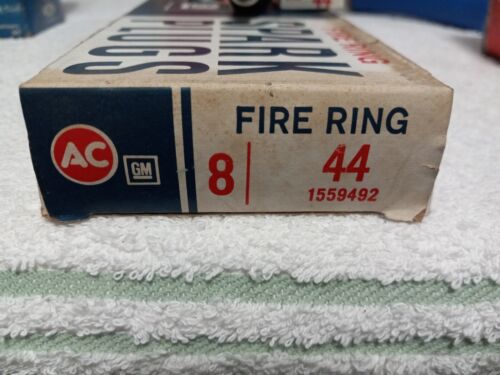 SPARK
PLUGS
FIRE RING
AC
GM
8
44
1559492